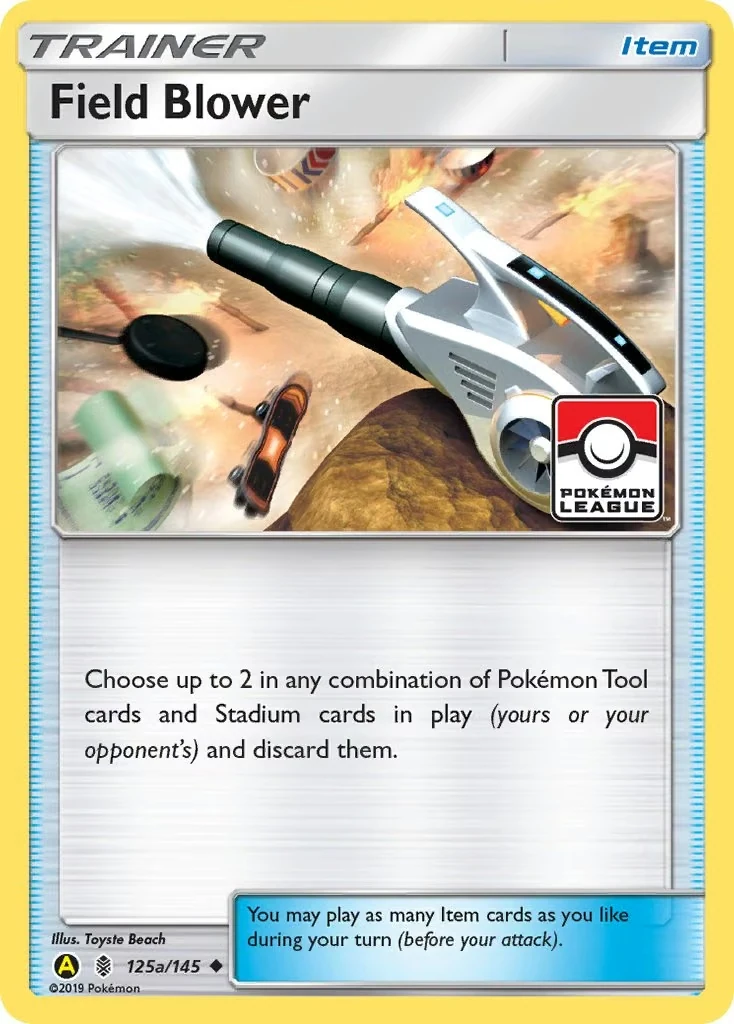 TRAINER
Item
Field Blower
POKÉMON
LEAGUE
TM
Choose up to 2 in any combination of Pokémon Tool
cards and Stadium cards in play (yours or your
opponent's) and discard them.
You may play as many Item cards as you like
during your turn (before your attack).
Illus. Toyste Beach
A 125a/145
©2019 Pokémon